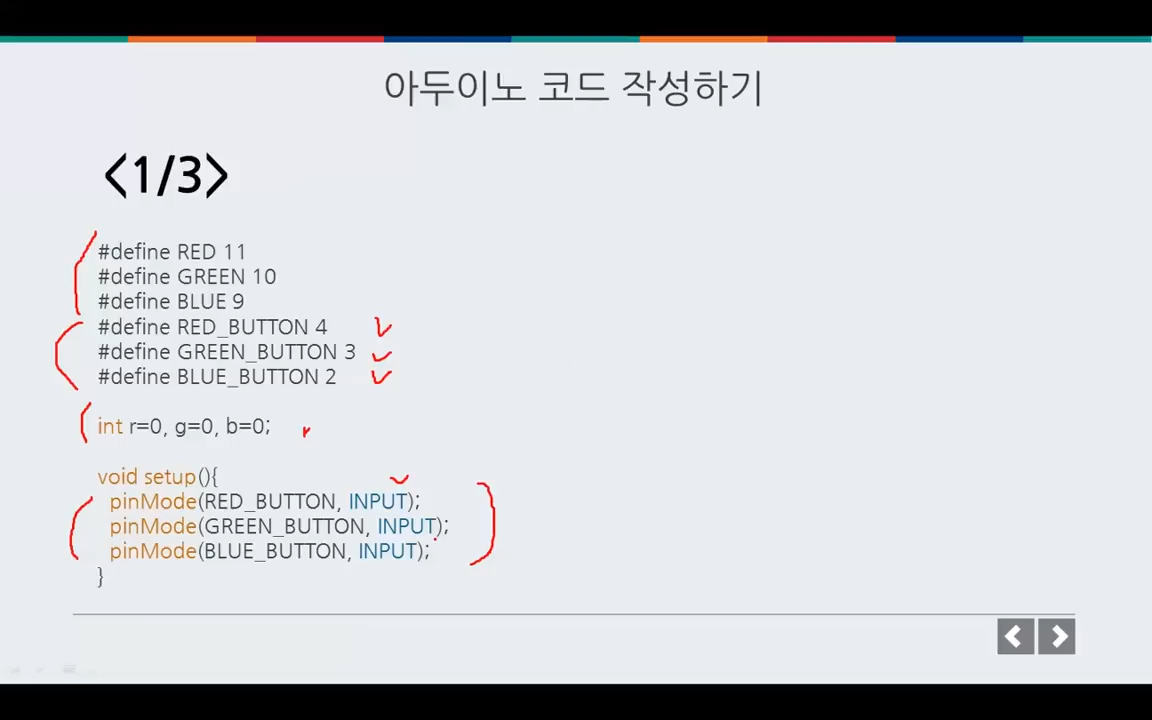 아두이노 코드 작성하기
<1/3>
#define RED 11
#define GREEN 10
#define BLUE 9
#define RED_BUTTON 4
#define GREEN_BUTTON 3
#define BLUE_BUTTON 2
int r=0, g=0, b=0;
void setup(){
pinMode(RED_BUTTON, INPUT);
pinMode(GREEN_BUTTON, INPUT);
pinMode(BLUE_BUTTON, INPUT);
}